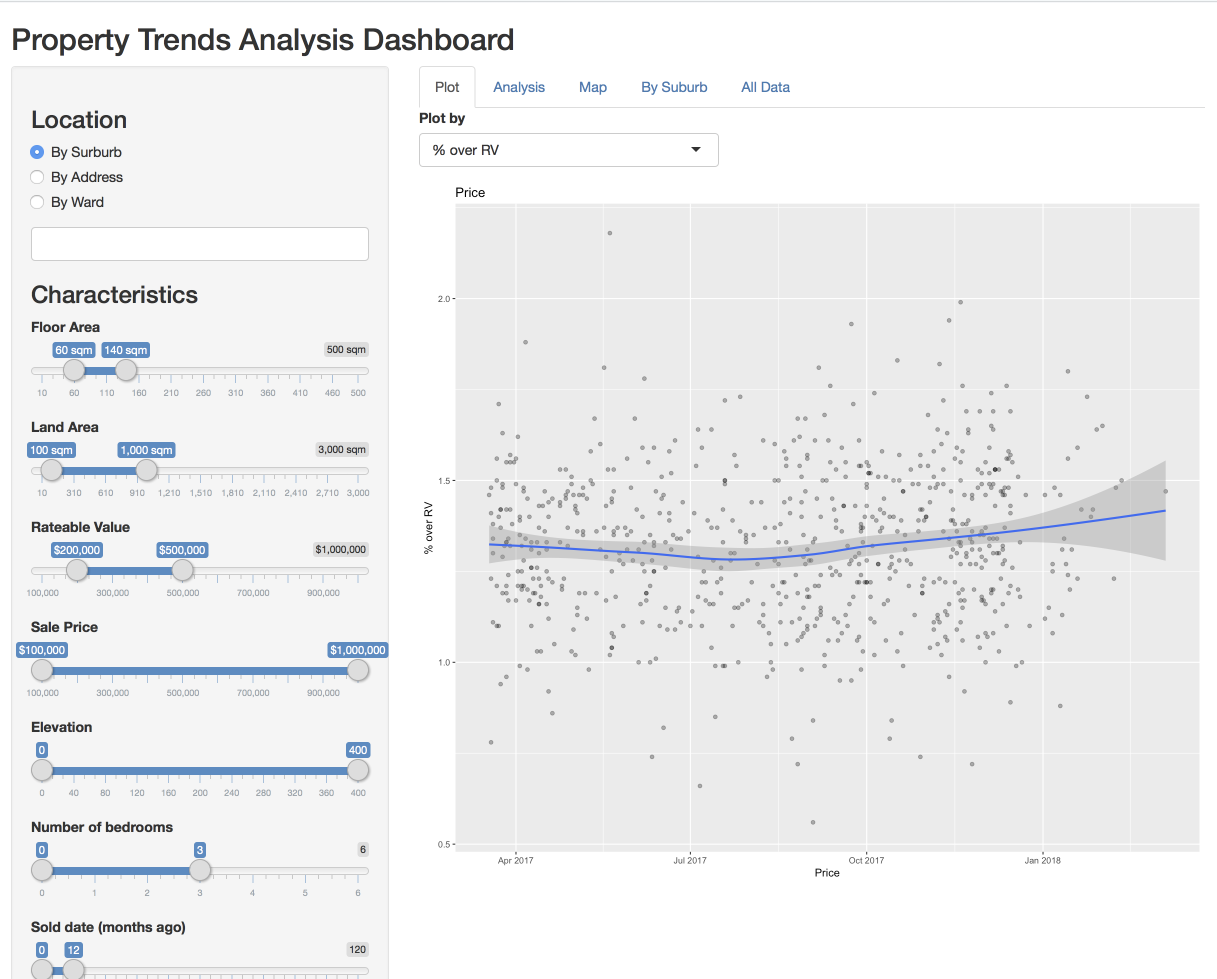 Property Trends Analysis Dashboard
Location
By Surburb
By Address
By Ward
Characteristics
Floor Area
60 sqm 140 sqm 500 sqm
10 60 110 160 210 260 310 360 410 460 500
Land Area
100 sqm 1,000 sqm 3,000 sqm
10 310 610 910 1,210 1,510 1,810 2,110 2,410 2,710 3,000
Rateable Value
$200,000 $500,000 $1,000,000
100,000 300,000 500,000 700,000 900,000
Sale Price
$100,000 $1,000,000
100,000 300,000 500,000 700,000 900,000
Elevation
0 400
0 40 80 120 160 200 240 280 320 360 400
Number of bedrooms
0 3 6
0 1 2 3 4 5 6
Sold date (months ago)
0 12 120
Plot Analysis Map By Suburb All Data
Plot by
% over RV
Price
% over RV
2.0
1.5
1.0
0.5
Apr 2017 Jul 2017 Oct 2017 Jan 2018
Price